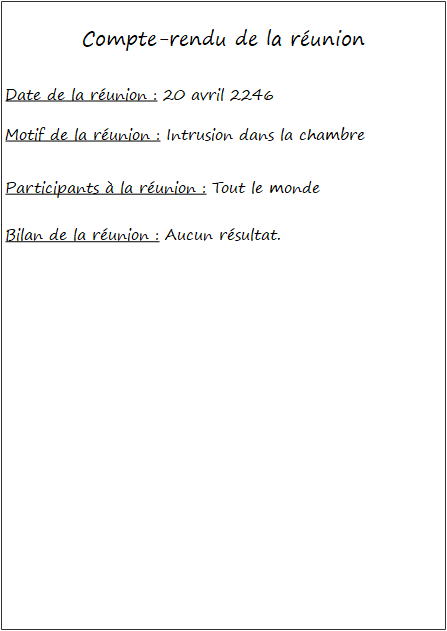 Compte-rendu de la réunion
Date de la réunion : 20 avril 2246
Motif de la réunion : Intrusion dans la chambre
Participants à la réunion : Tout le monde
Bilan de la réunion : Aucun résultat.